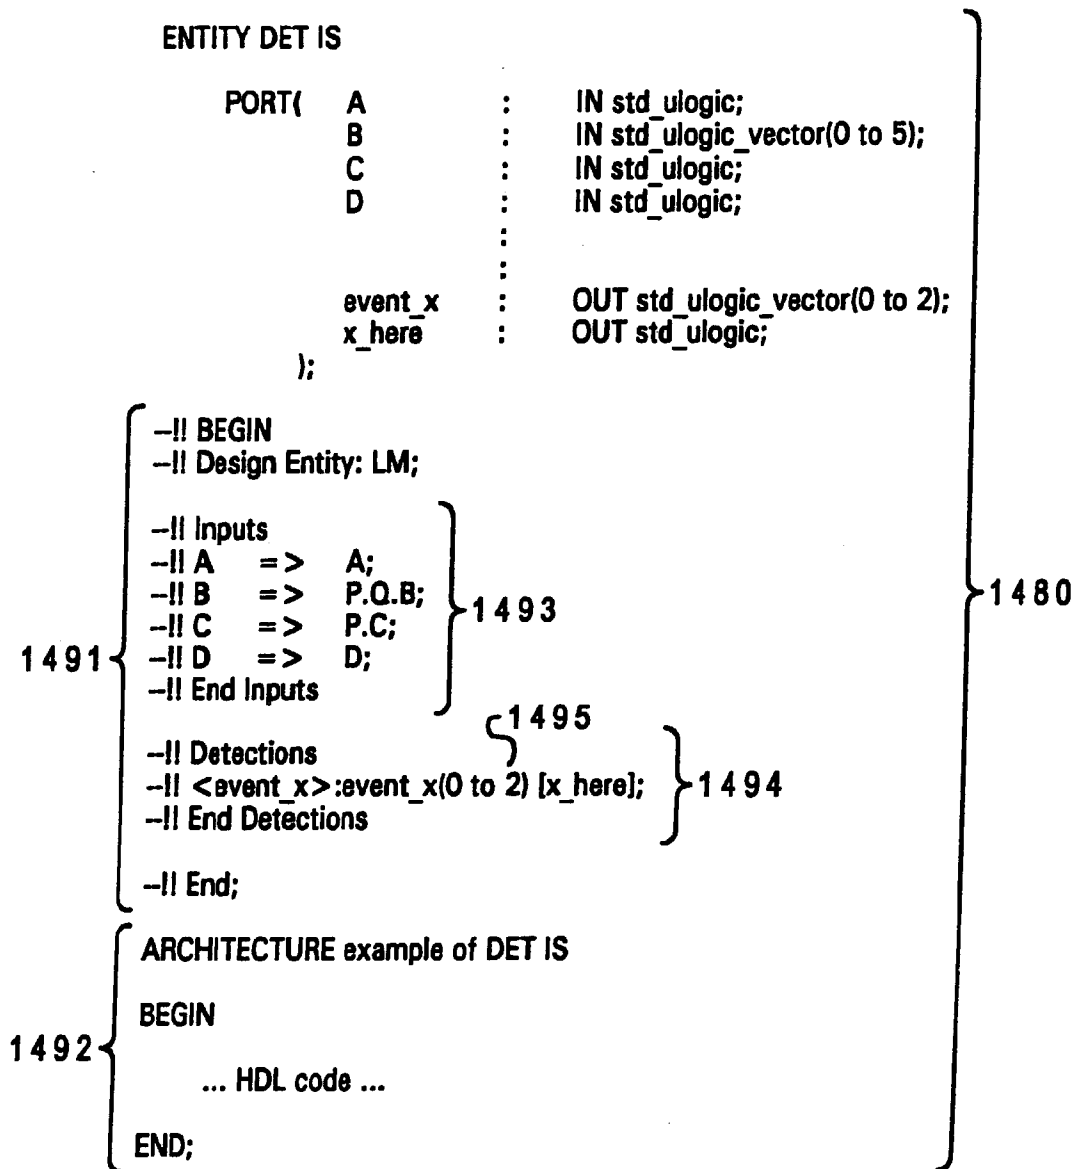 ENTITY DET IS
PORT( A : IN std_ulogic;
B : IN std_ulogic_vector(0 to 5);
C : IN std_ulogic;
D : IN std_ulogic;
:
:
event_x : OUT std_ulogic_vector(0 to 2);
x_here : OUT std_ulogic;
);
--!! BEGIN
--!! Design Entity: LM;
--!! Inputs
--!! A => A;
--!! B => P.Q.B;
1480
1493
--!! C => P.C;
1491
--!! D => D;
--!! End Inputs
1495
--!! Detections
--!! <event_x>:event_x(0 to 2) [x_here];
1494
--!! End Detections
--!! End;
ARCHITECTURE example of DET IS
BEGIN
1492
... HDL code ...
END;